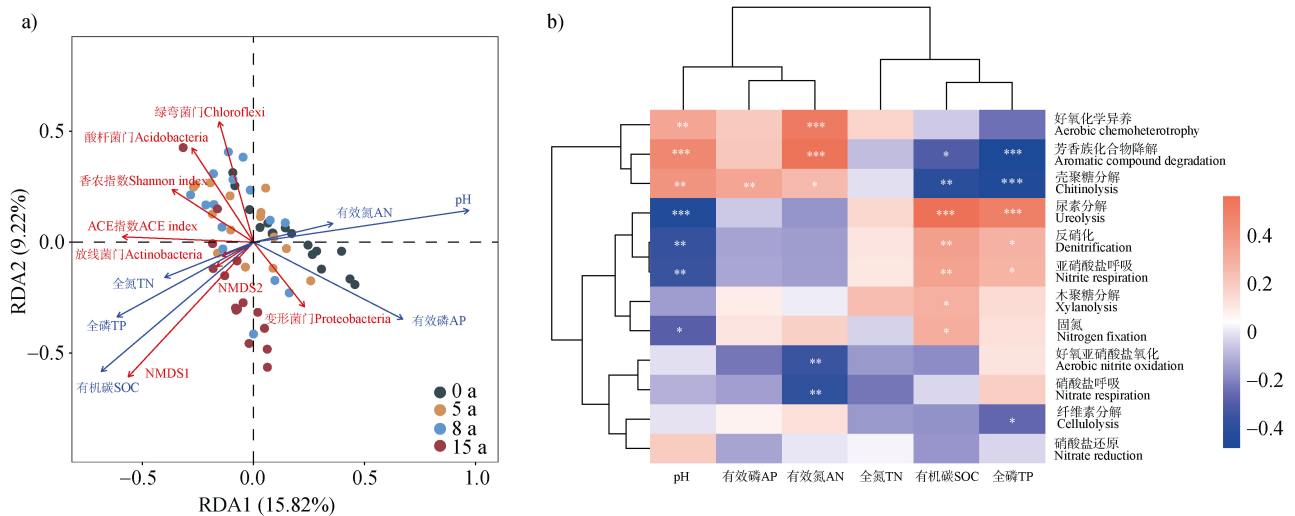 a)
绿弯菌门Chloroflexi
酸杆菌门Acidobacteria
香农指数Shannon index
ACE指数ACE index
放线菌门Actinobacteria
全氮TN
NMDS2
全磷TP
变形菌门Proteobacteria
有效磷AP
有机碳SOC
NMDS1
有效氮AN
pH
0 a
5 a
8 a
15 a
0.5
0.0
−0.5
−0.5
0.0
0.5
1.0
RDA1 (15.82%)
RDA2 (9.22%)
b)
** ***
好氧化学异养
Aerobic chemoheterotrophy
*** *** * ***
芳香族化合物降解
Aromatic compound degradation
** ** * ** ***
壳聚糖分解
Chitinolysis
*** *** ***
尿素分解
Ureolysis
** ** *
反硝化
Denitrification
** ** *
亚硝酸盐呼吸
Nitrite respiration
*
木聚糖分解
Xylanolysis
* *
固氮
Nitrogen fixation
**
好氧亚硝酸盐氧化
Aerobic nitrite oxidation
**
硝酸盐呼吸
Nitrate respiration
*
纤维素分解
Cellulolysis
硝酸盐还原
Nitrate reduction
pH 有效磷AP 有效氮AN 全氮TN 有机碳SOC 全磷TP
0.4
0.2
0
−0.2
−0.4